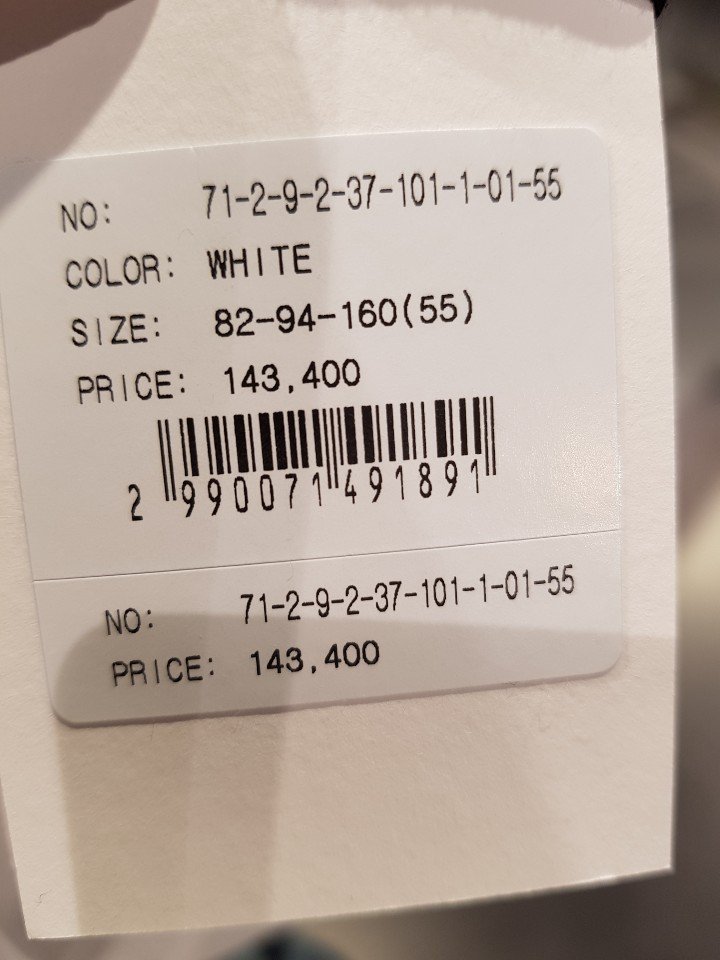 NO: 71-2-9-2-37-101-1-01-55
COLOR: WHITE
SIZE: 82-94-160(55)
PRICE: 143,400
2 990071 491891
NO: 71-2-9-2-37-101-1-01-55
PRICE: 143,400